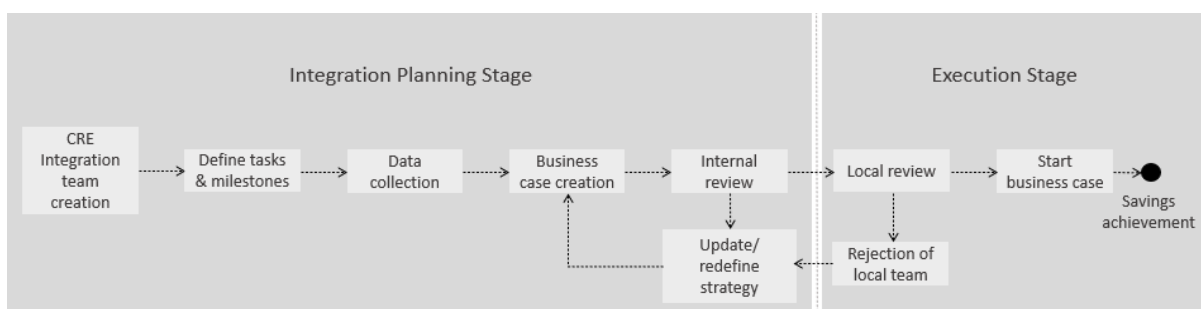 Integration Planning Stage
Execution Stage
CRE
Integration
team
creation
Define tasks
& milestones
Data
collection
Business
case creation
Internal
review
Local review
Start
business case
Savings
achievement
Update/
redefine
strategy
Rejection of
local team